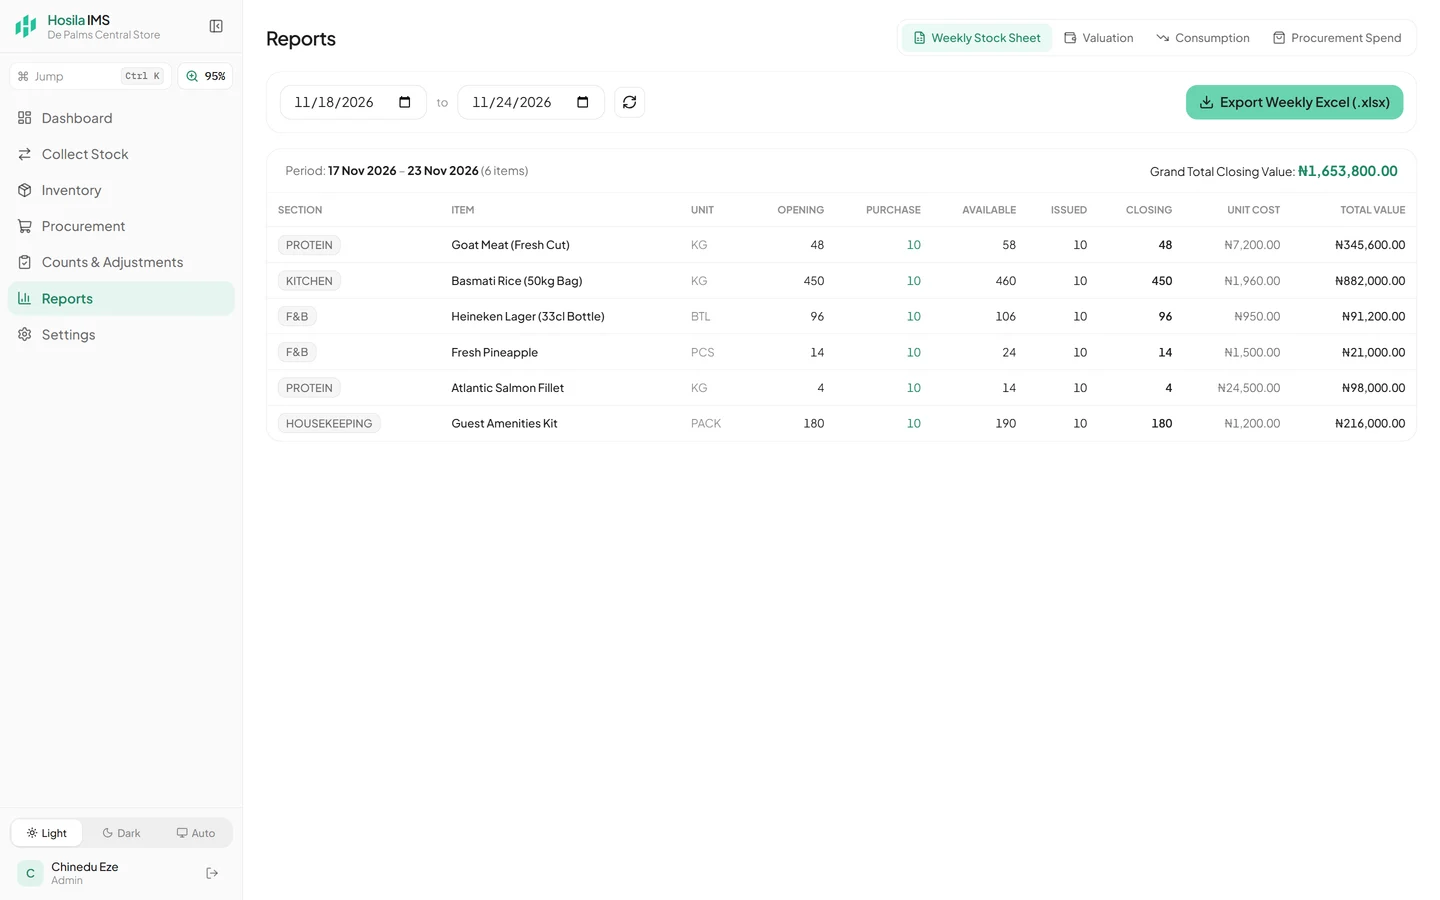 Hosila IMS
De Palms Central Store
⌘ Jump Ctrl K 95%
Dashboard
Collect Stock
Inventory
Procurement
Counts & Adjustments
Reports
Settings
Light Dark Auto
C Chinedu Eze
Admin
Reports
Weekly Stock Sheet Valuation Consumption Procurement Spend
11/18/2026 to 11/24/2026 Export Weekly Excel (.xlsx)
Period: 17 Nov 2026 – 23 Nov 2026 (6 items) Grand Total Closing Value: ₦1,653,800.00
SECTION ITEM UNIT OPENING PURCHASE AVAILABLE ISSUED CLOSING UNIT COST TOTAL VALUE
PROTEIN Goat Meat (Fresh Cut) KG 48 10 58 10 48 ₦7,200.00 ₦345,600.00
KITCHEN Basmati Rice (50kg Bag) KG 450 10 460 10 450 ₦1,960.00 ₦882,000.00
F&B Heineken Lager (33cl Bottle) BTL 96 10 106 10 96 ₦950.00 ₦91,200.00
F&B Fresh Pineapple PCS 14 10 24 10 14 ₦1,500.00 ₦21,000.00
PROTEIN Atlantic Salmon Fillet KG 4 10 14 10 4 ₦24,500.00 ₦98,000.00
HOUSEKEEPING Guest Amenities Kit PACK 180 10 190 10 180 ₦1,200.00 ₦216,000.00